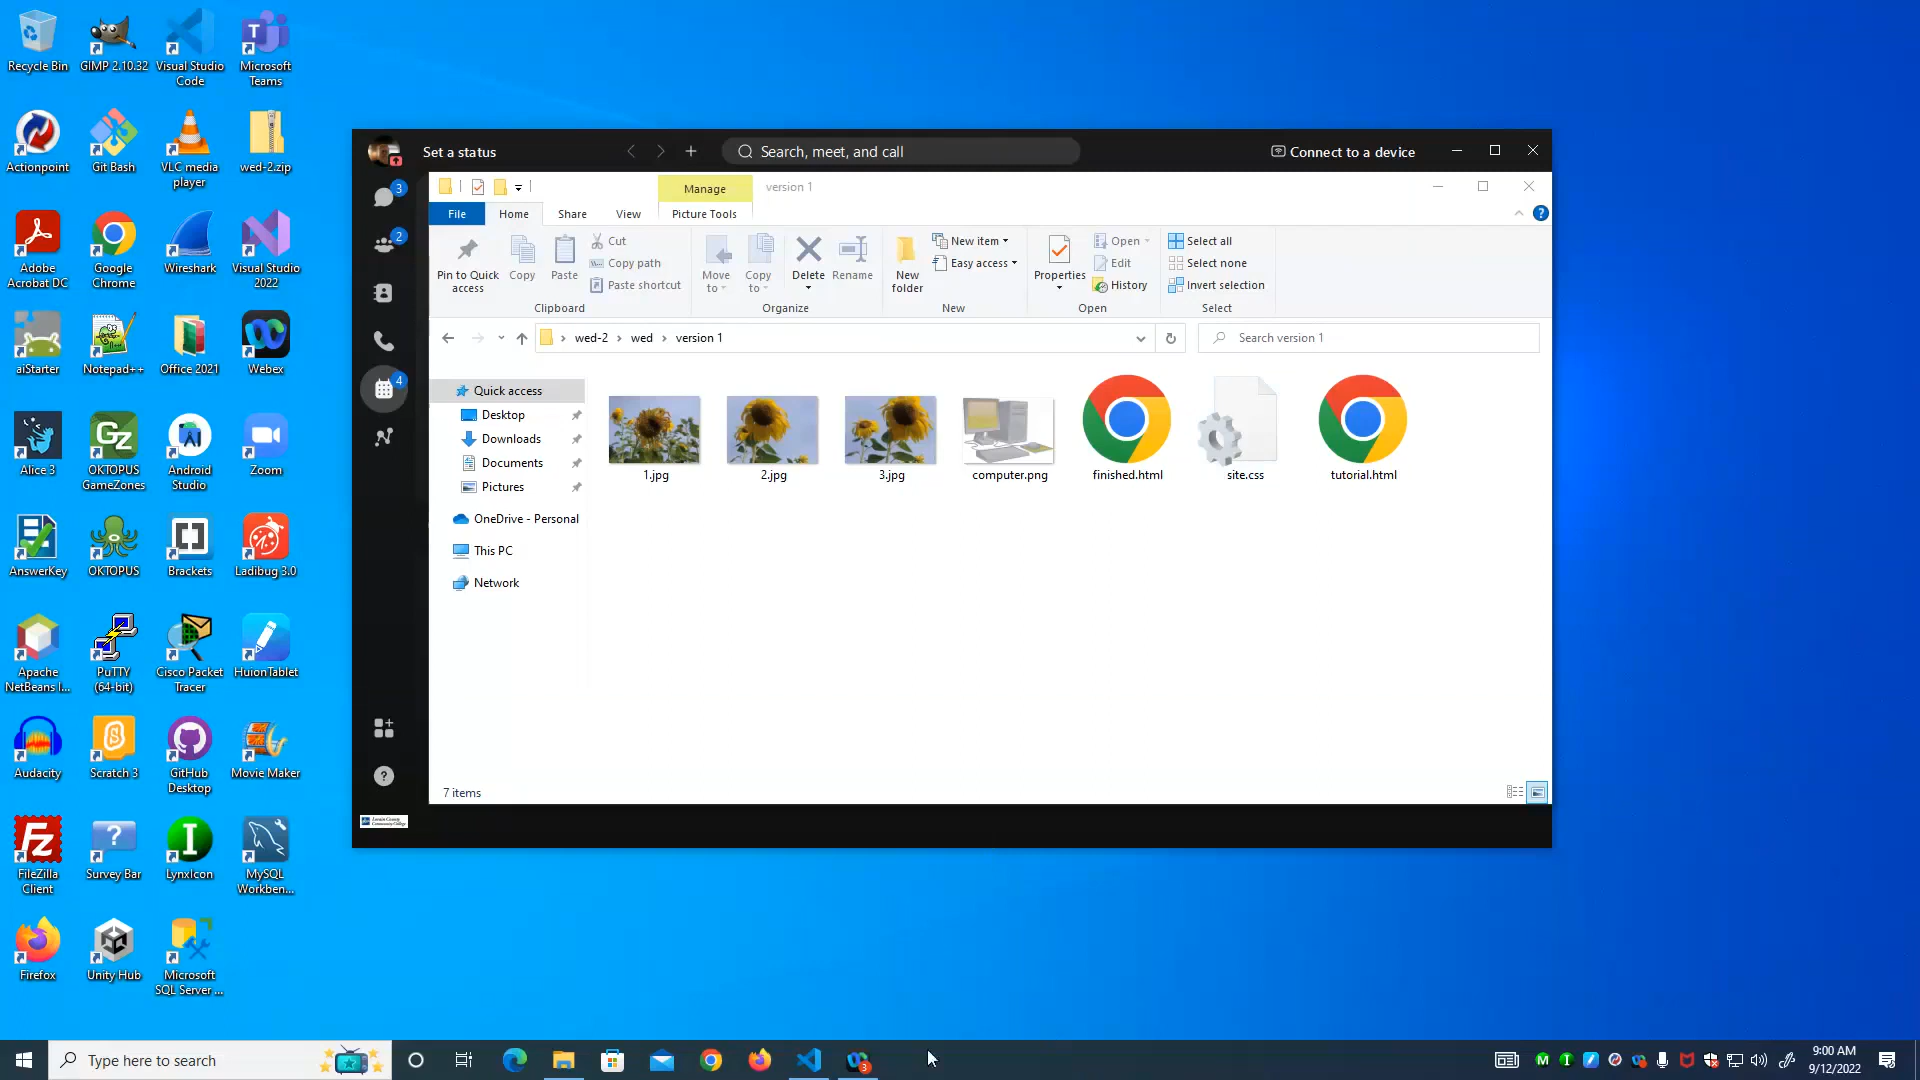 Recycle Bin
GIMP 2.10.32
Visual Studio
Code
Microsoft
Teams
Actionpoint
Git Bash
VLC media
player
wed-2.zip
Adobe
Acrobat DC
Google
Chrome
Wireshark
Visual Studio
2022
aiStarter
Notepad++
Office 2021
Webex
Alice 3
OKTOPUS
GameZones
Android
Studio
Zoom
AnswerKey
OKTOPUS
Brackets
Ladibug 3.0
Apache
NetBeans I...
PuTTY
(64-bit)
Cisco Packet
Tracer
HuionTablet
Audacity
Scratch 3
GitHub
Desktop
Movie Maker
FileZilla
Client
Survey Bar
LynxIcon
MySQL
Workben...
Firefox
Unity Hub
Microsoft
SQL Server ...
Set a status
Search, meet, and call
Connect to a device
3
2
4
Manage
version 1
File
Home
Share
View
Picture Tools
Pin to Quick
access
Copy
Paste
Cut
Copy path
Paste shortcut
Clipboard
Move
to
Copy
to
Delete
Rename
Organize
New
folder
New item
Easy access
New
Properties
Open
Edit
History
Open
Select all
Select none
Invert selection
Select
wed-2 › wed › version 1
Search version 1
Quick access
Desktop
Downloads
Documents
Pictures
OneDrive - Personal
This PC
Network
1.jpg
2.jpg
3.jpg
computer.png
finished.html
site.css
tutorial.html
7 items
Type here to search
3
9:00 AM
9/12/2022